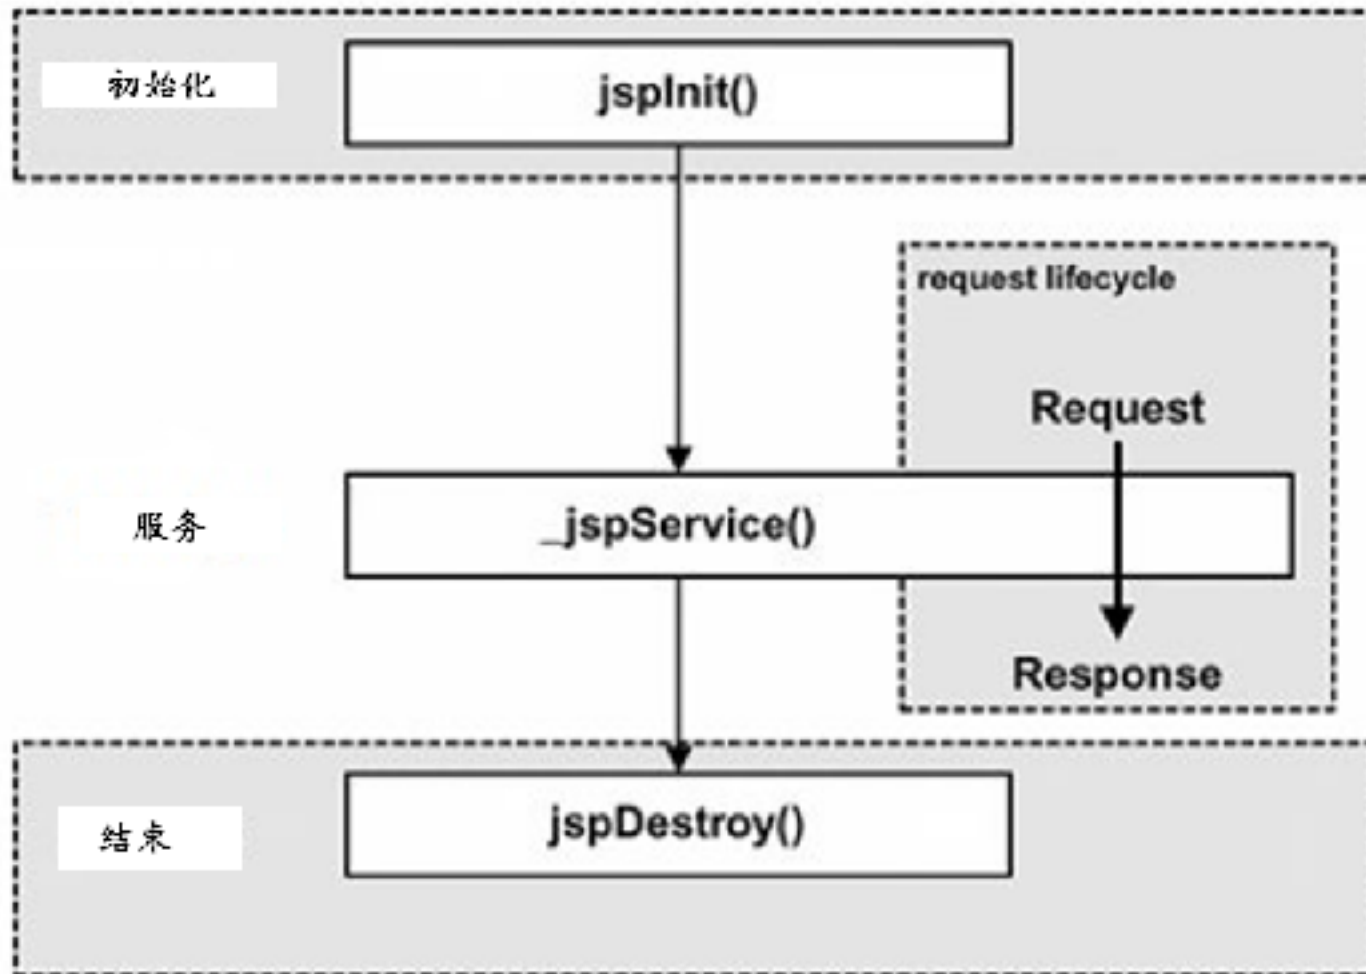 初始化
jspInit()
request lifecycle
Request
服务
_jspService()
Response
结束
jspDestroy()